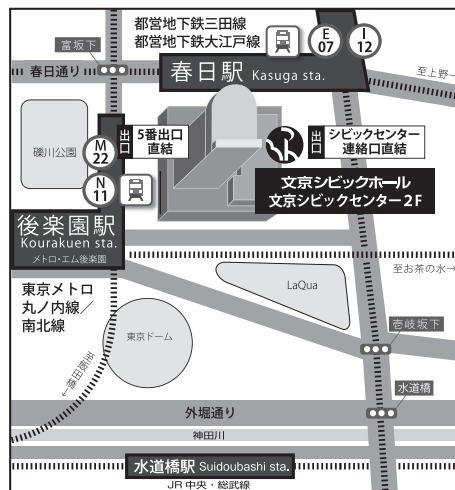 都営地下鉄三田線
都営地下鉄大江戸線
E
07
I
12
富坂下
春日通り
春日駅 Kasuga sta.
至上野→
礫川公園
M
22
出口
5番出口
直結
出口
シビックセンター
連絡口直結
N
11
文京シビックホール
文京シビックセンター2F
後楽園駅
Kourakuen sta.
メトロ・エム後楽園
至お茶の水→
東京メトロ
丸ノ内線／
南北線
LaQua
東京ドーム
壱岐坂下
至飯田橋→
水道橋
外堀通り
神田川
水道橋駅 Suidoubashi sta.
JR 中央・総武線